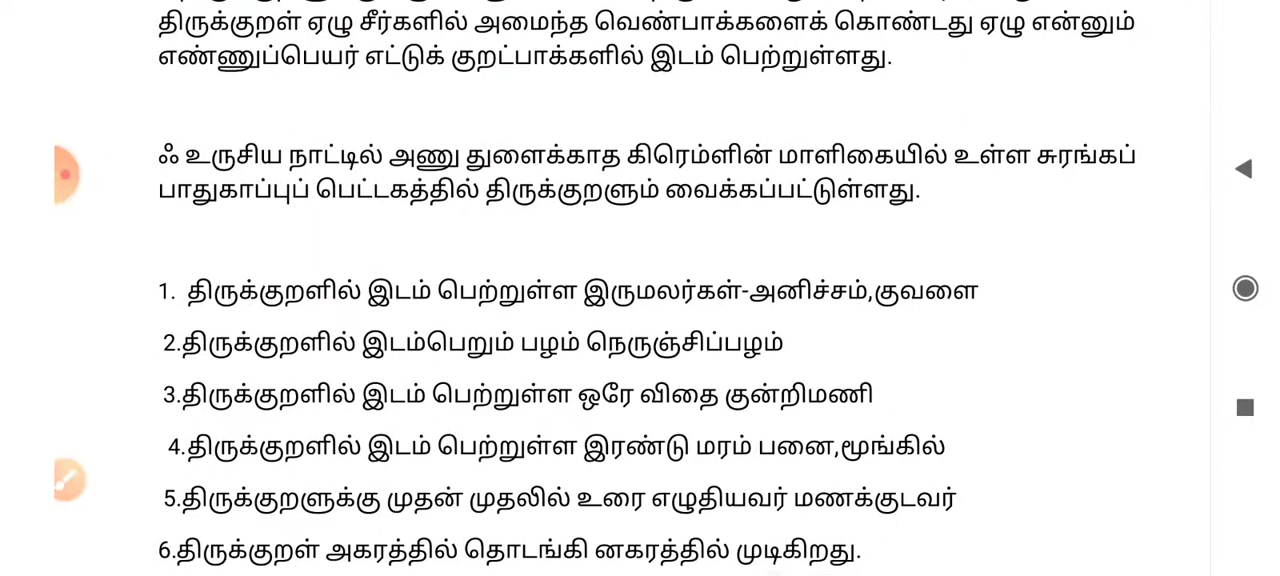 திருக்குறள் ஏழு சீர்களில் அமைந்த வெண்பாக்களைக் கொண்டது ஏழு என்னும்
எண்ணுப்பெயர் எட்டுக் குறட்பாக்களில் இடம் பெற்றுள்ளது.
ஃ உருசிய நாட்டில் அணு துளைக்காத கிரெம்ளின் மாளிகையில் உள்ள சுரங்கப்
பாதுகாப்புப் பெட்டகத்தில் திருக்குறளும் வைக்கப்பட்டுள்ளது.
1. திருக்குறளில் இடம் பெற்றுள்ள இருமலர்கள்-அனிச்சம்,குவளை
2.திருக்குறளில் இடம்பெறும் பழம் நெருஞ்சிப்பழம்
3.திருக்குறளில் இடம் பெற்றுள்ள ஒரே விதை குன்றிமணி
4.திருக்குறளில் இடம் பெற்றுள்ள இரண்டு மரம் பனை,மூங்கில்
5.திருக்குறளுக்கு முதன் முதலில் உரை எழுதியவர் மணக்குடவர்
6.திருக்குறள் அகரத்தில் தொடங்கி னகரத்தில் முடிகிறது.